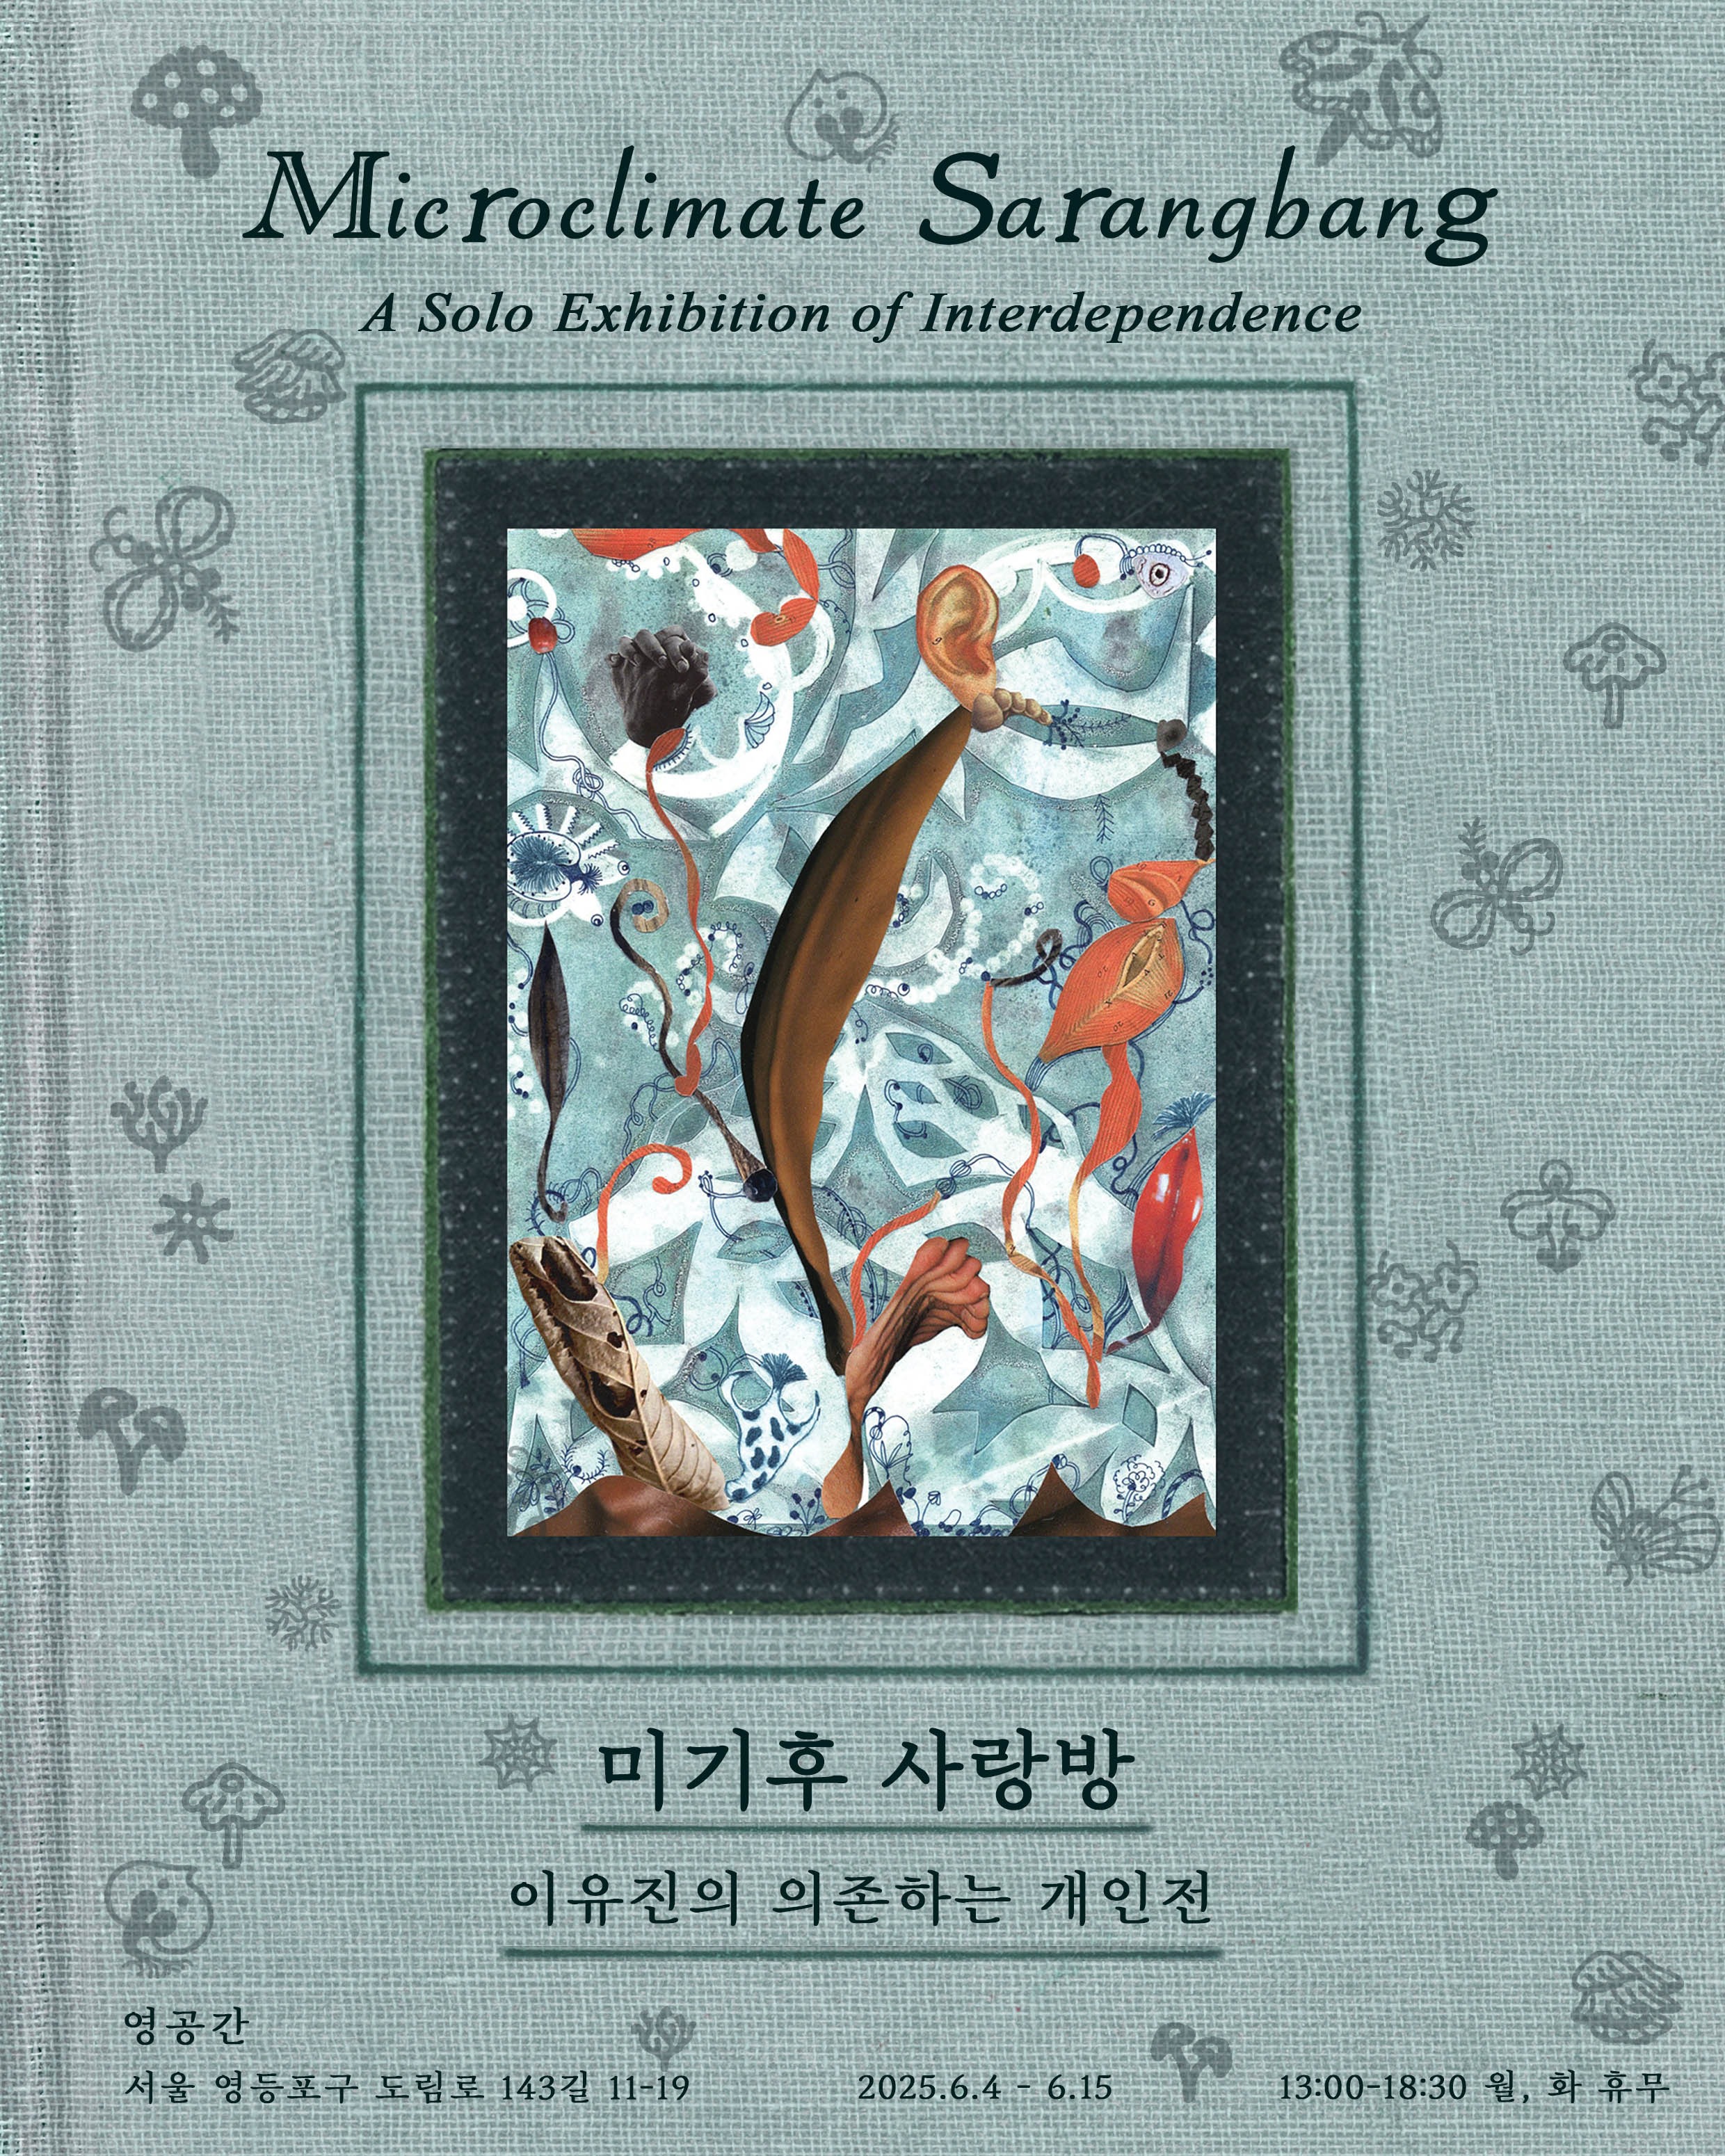 Microclimate Sarangbang
A Solo Exhibition of Interdependence
미기후 사랑방
이유진의 의존하는 개인전
영공간
서울 영등포구 도림로 143길 11-19
2025.6.4 - 6.15
13:00-18:30 월, 화 휴무